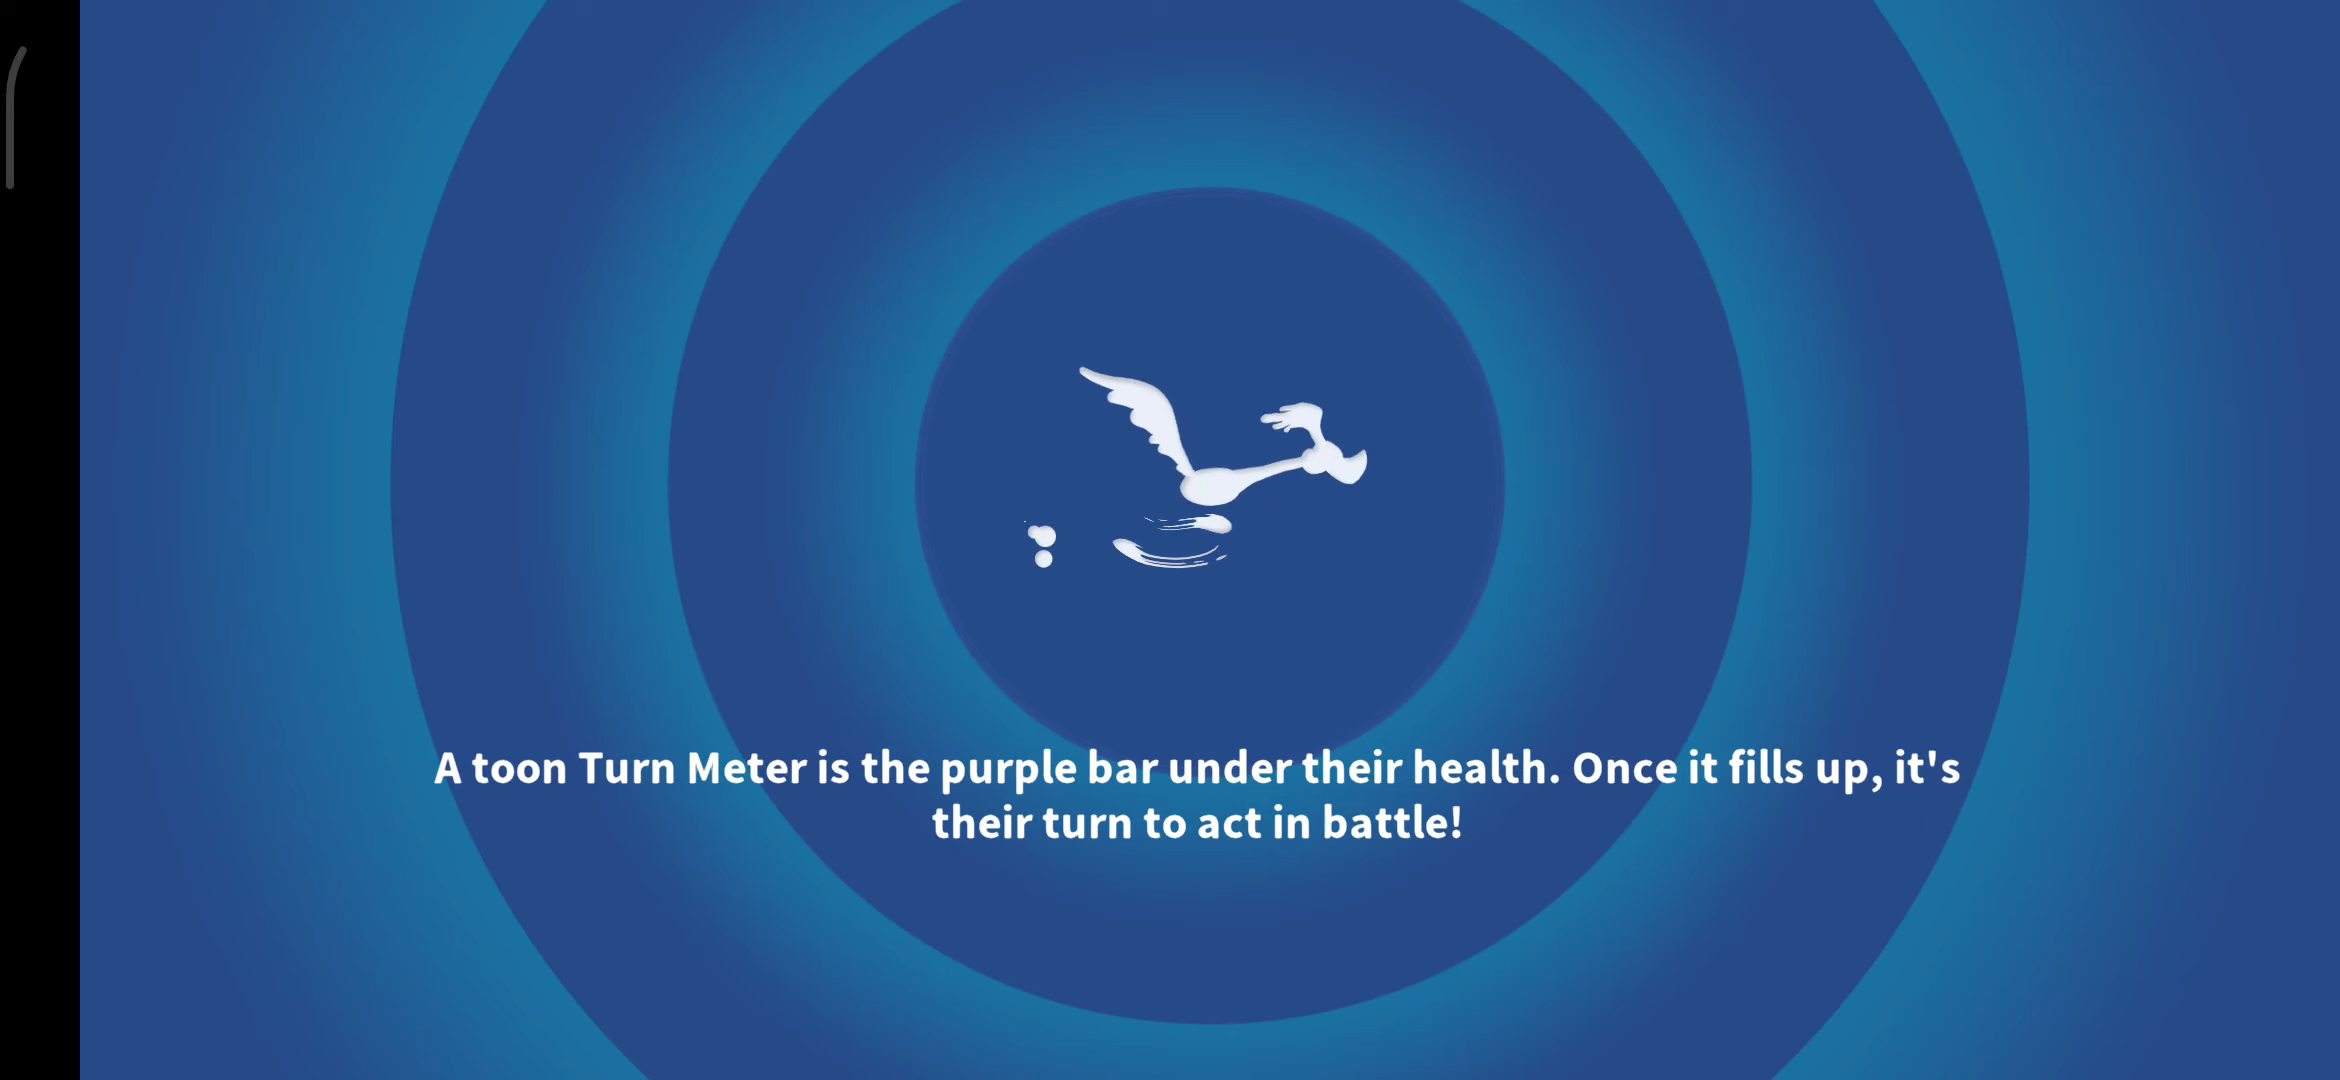 A toon Turn Meter is the purple bar under their health. Once it fills up, it's
their turn to act in battle!